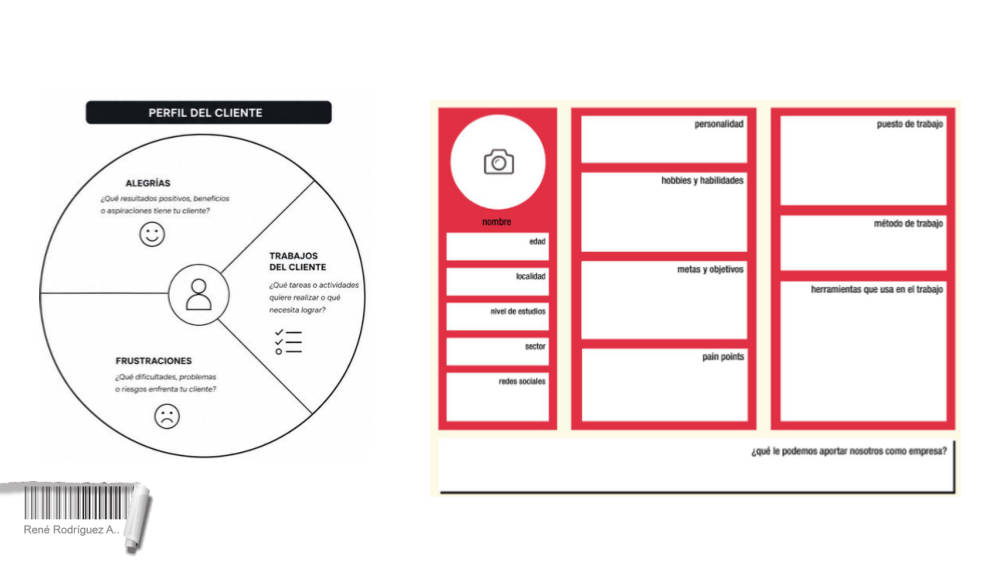 PERFIL DEL CLIENTE
ALEGRÍAS
¿Qué resultados positivos, beneficios
o aspiraciones tiene tu cliente?
TRABAJOS
DEL CLIENTE
¿Qué tareas o actividades
quiere realizar o qué
necesita lograr?
FRUSTRACIONES
¿Qué dificultades, problemas
o riesgos enfrenta tu cliente?
nombre
edad
localidad
nivel de estudios
sector
redes sociales
personalidad
hobbies y habilidades
metas y objetivos
pain points
puesto de trabajo
método de trabajo
herramientas que usa en el trabajo
¿qué le podemos aportar nosotros como empresa?
René Rodríguez A..